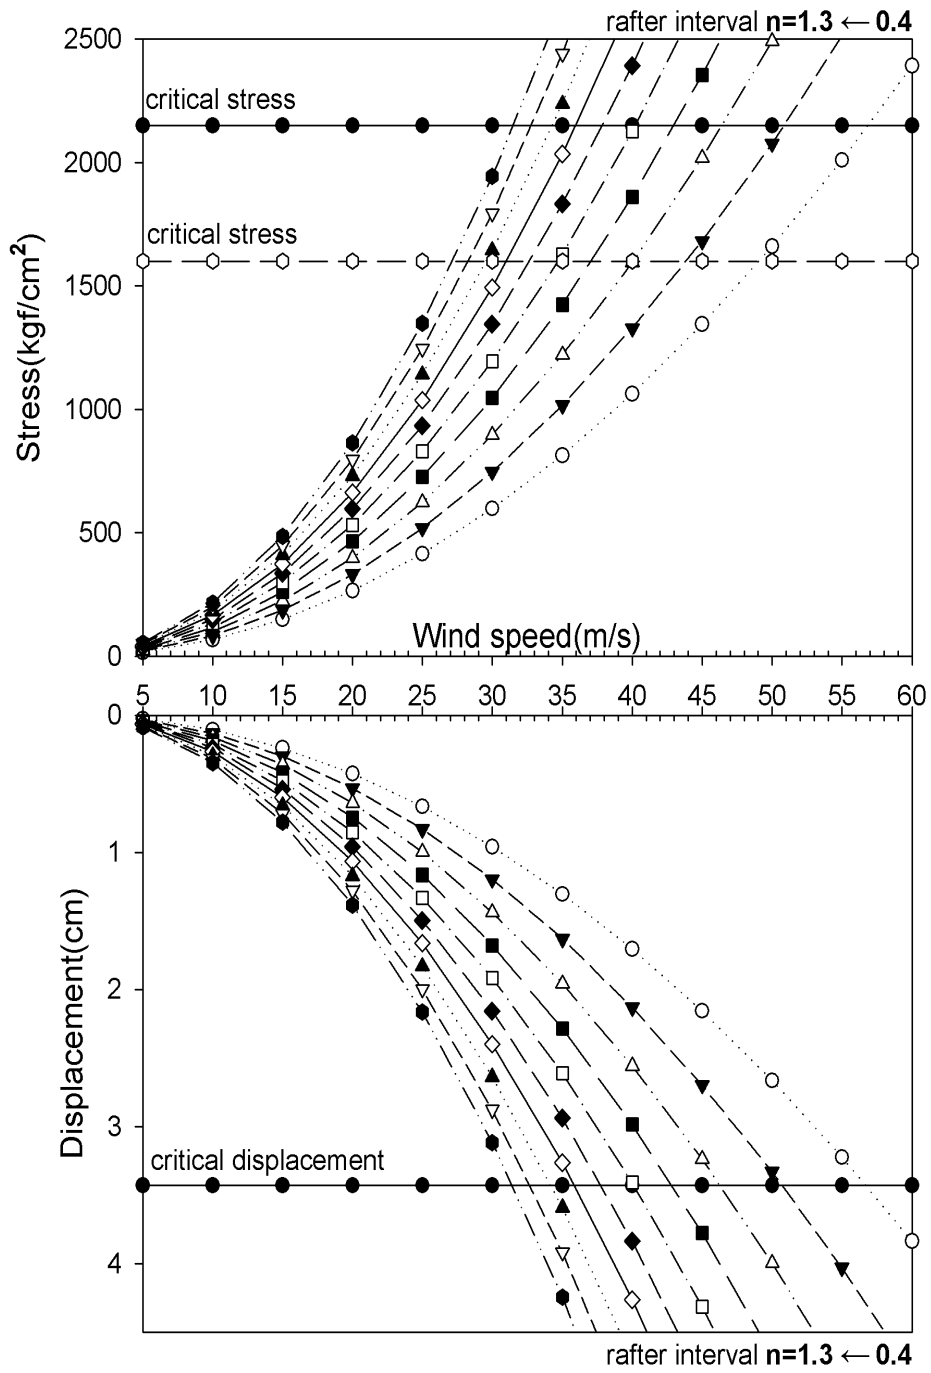 rafter interval n=1.3 ← 0.4
2500
critical stress
2000
critical stress
1500
Stress(kgf/cm²)
1000
500
Wind speed(m/s)
0
5 10 15 20 25 30 35 40 45 50 55 60
0
1
Displacement(cm)
2
3
critical displacement
4
rafter interval n=1.3 ← 0.4